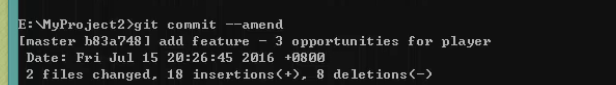 E:\MyProject2>git commit --amend
[master b83a748] add feature - 3 opportunities for player
Date: Fri Jul 15 20:26:45 2016 +0800
2 files changed, 18 insertions(+), 8 deletions(-)